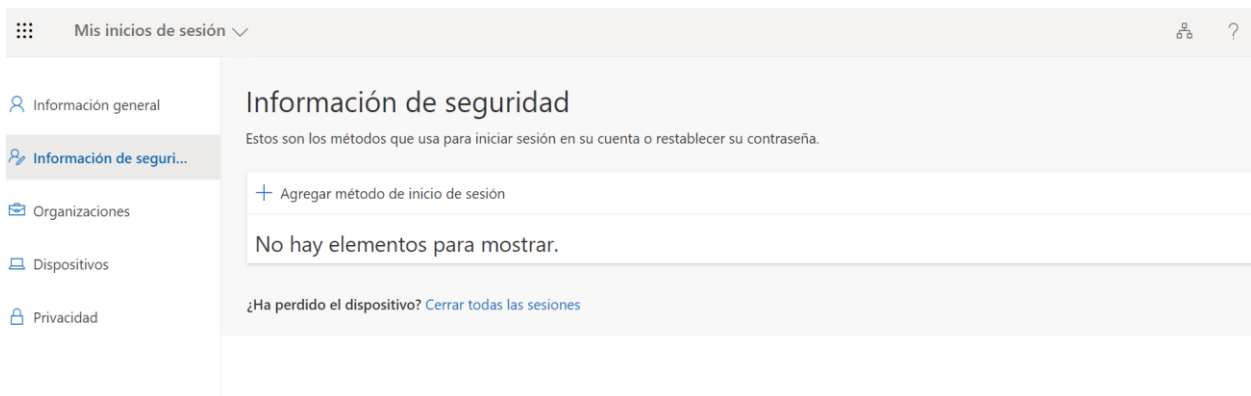 Mis inicios de sesión
?
Información general
Información de seguri...
Organizaciones
Dispositivos
Privacidad
Información de seguridad
Estos son los métodos que usa para iniciar sesión en su cuenta o restablecer su contraseña.
+ Agregar método de inicio de sesión
No hay elementos para mostrar.
¿Ha perdido el dispositivo? Cerrar todas las sesiones